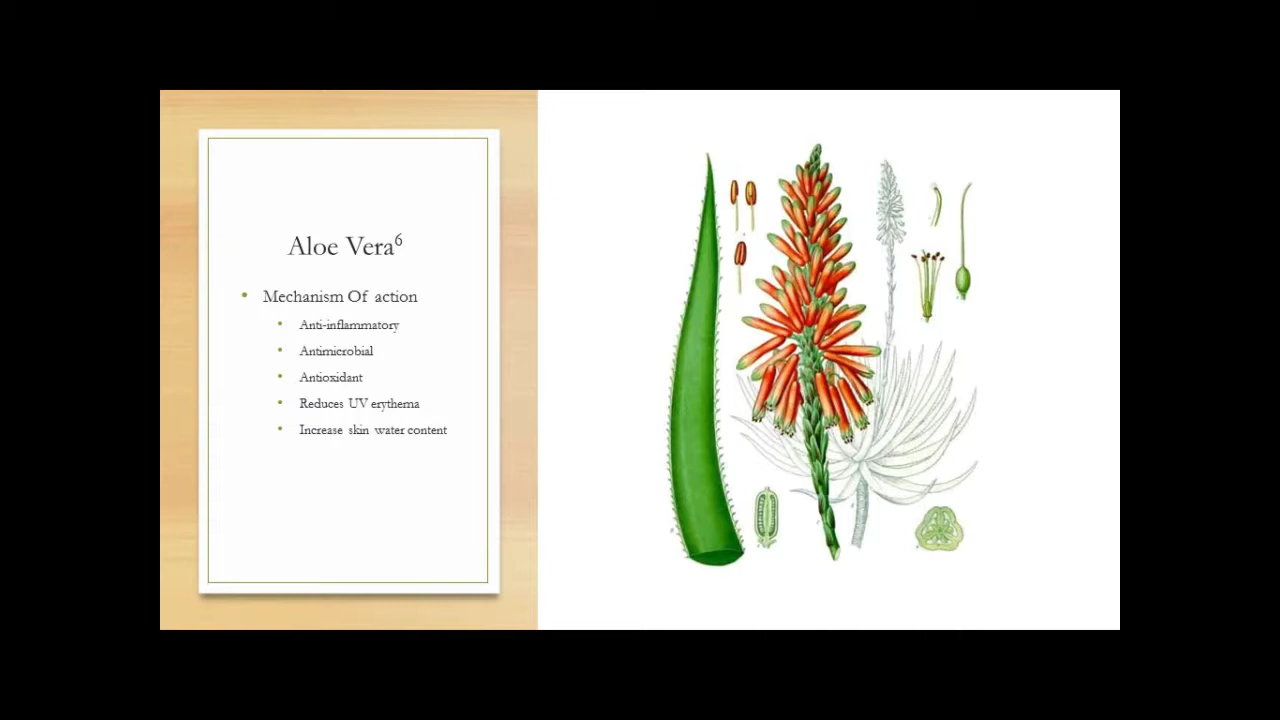 Aloe Vera⁶
• Mechanism Of action
• Anti-inflammatory
• Antimicrobial
• Antioxidant
• Reduces UV erythema
• Increase skin water content